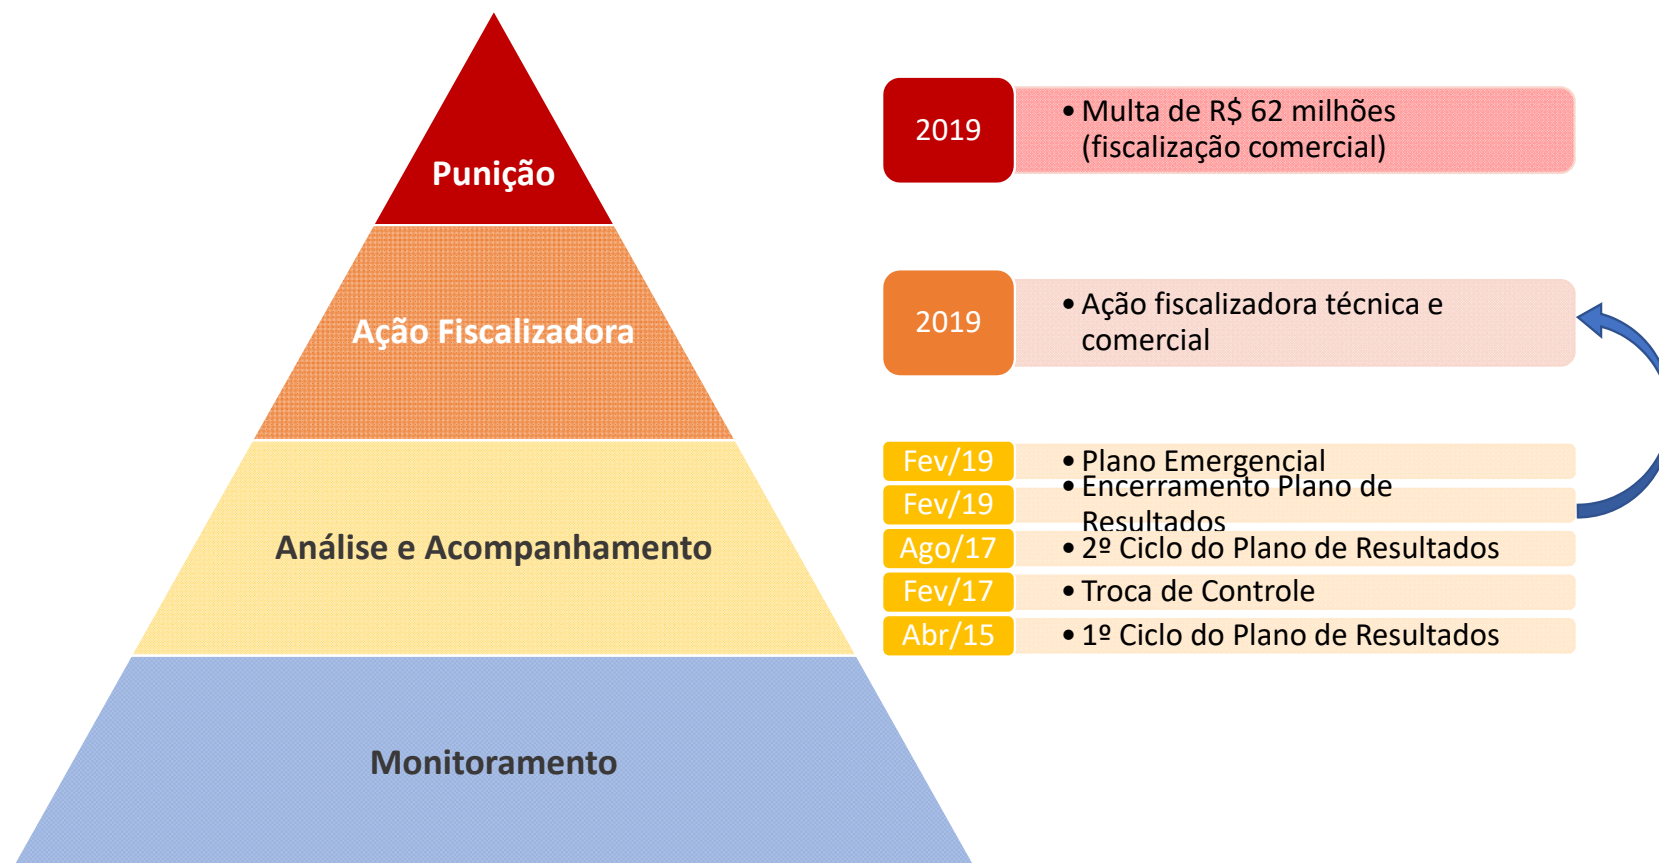 Punição
Ação Fiscalizadora
Análise e Acompanhamento
Monitoramento
2019
• Multa de R$ 62 milhões
(fiscalização comercial)
2019
• Ação fiscalizadora técnica e
comercial
Fev/19
• Plano Emergencial
Fev/19
• Encerramento Plano de
Resultados
Ago/17
• 2º Ciclo do Plano de Resultados
Fev/17
• Troca de Controle
Abr/15
• 1º Ciclo do Plano de Resultados